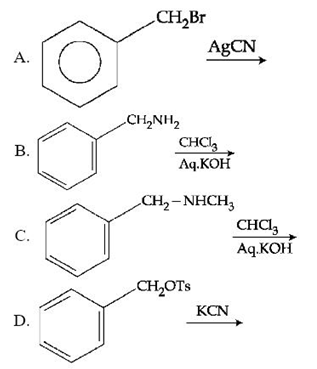 CH₂Br
A.
AgCN
CH₂NH₂
B.
CHCl₃
Aq.KOH
CH₂–NHCH₃
C.
CHCl₃
Aq.KOH
CH₂OTs
D.
KCN